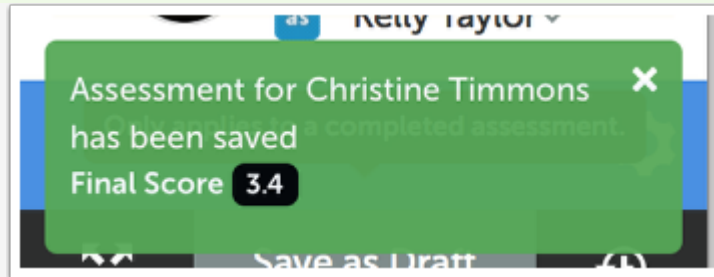 as Kelly Taylor
Assessment for Christine Timmons
has been saved
Only applies to a completed assessment.
Final Score 3.4
Save as Draft